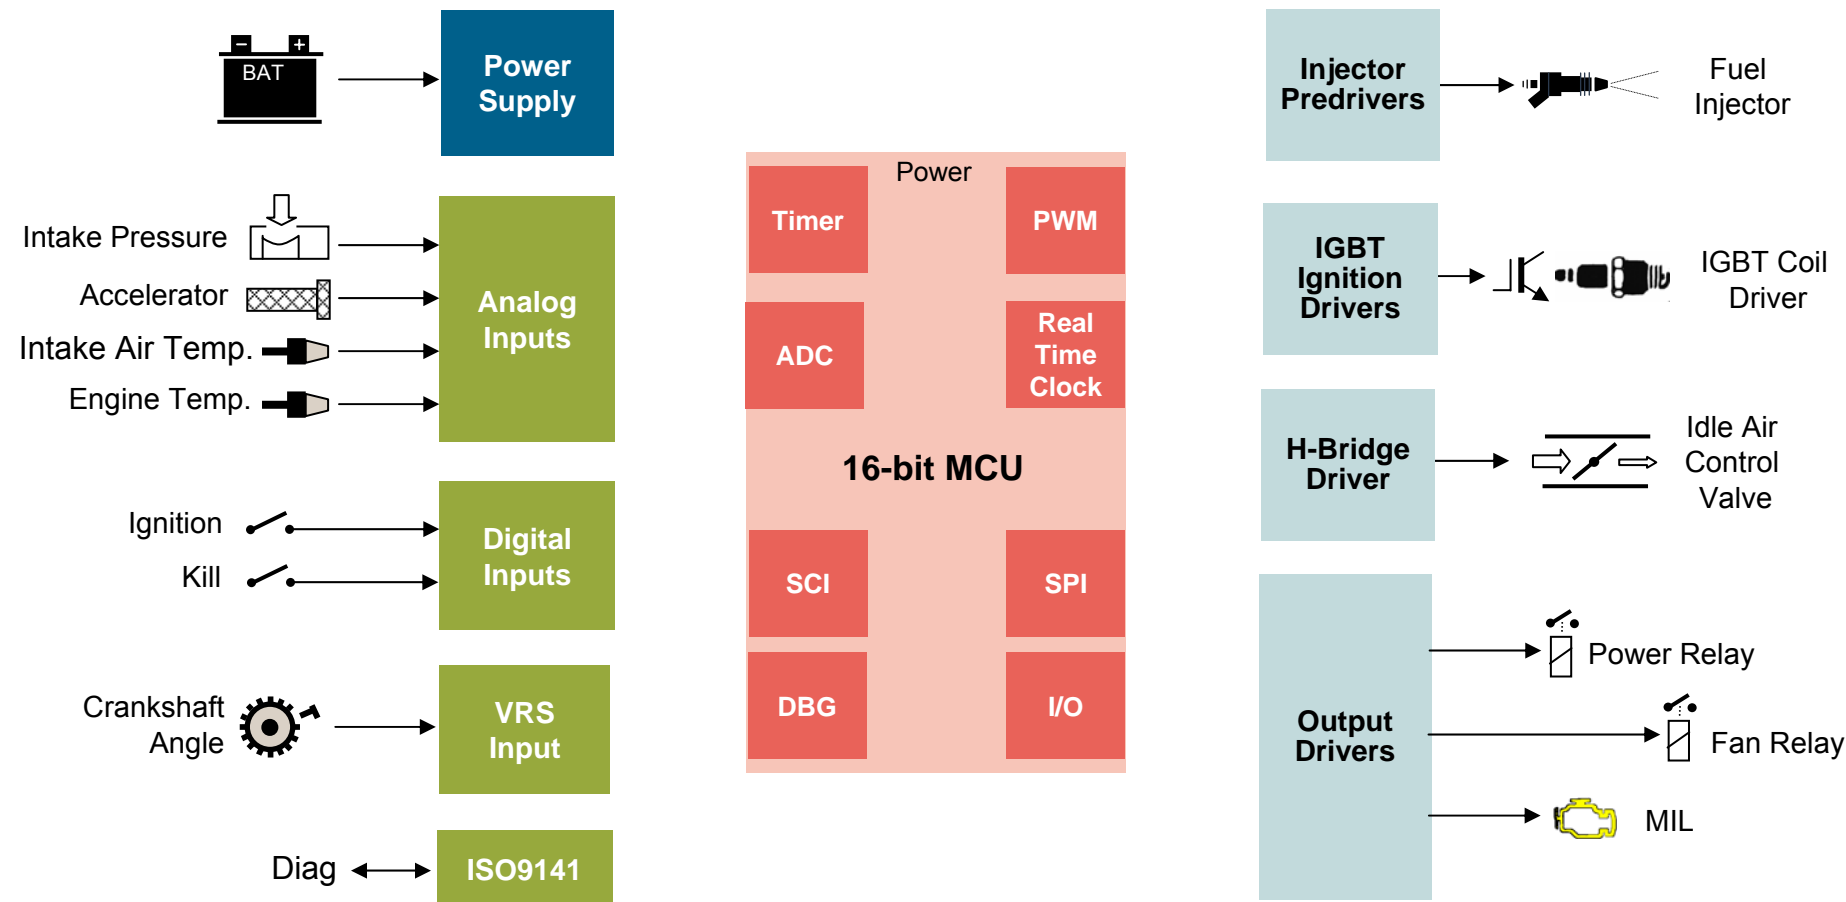 BAT
Power
Supply
Intake Pressure
Accelerator
Intake Air Temp.
Engine Temp.
Analog
Inputs
Ignition
Kill
Digital
Inputs
Crankshaft
Angle
VRS
Input
Diag
ISO9141
Power
Timer
PWM
ADC
Real
Time
Clock
16-bit MCU
SCI
SPI
DBG
I/O
Injector
Predrivers
Fuel
Injector
IGBT
Ignition
Drivers
IGBT Coil
Driver
H-Bridge
Driver
Idle Air
Control
Valve
Output
Drivers
Power Relay
Fan Relay
MIL